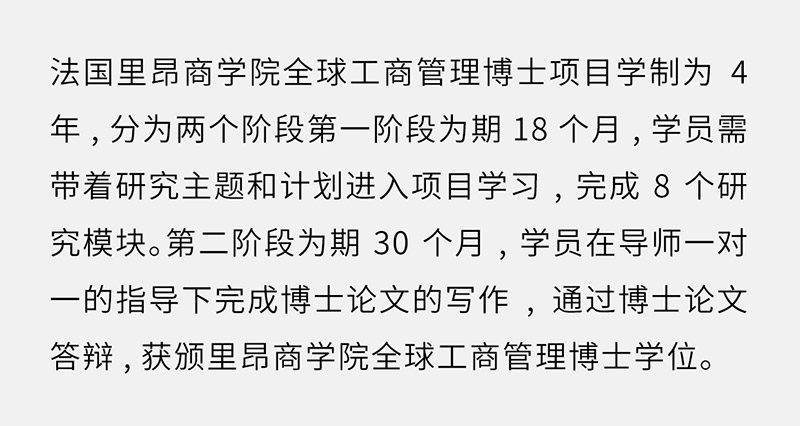 法国里昂商学院全球工商管理博士项目学制为 4
年 , 分为两个阶段第一阶段为期 18 个月 , 学员需
带着研究主题和计划进入项目学习 , 完成 8 个研
究模块。第二阶段为期 30 个月 , 学员在导师一对
一的指导下完成博士论文的写作 , 通过博士论文
答辩 , 获颁里昂商学院全球工商管理博士学位。